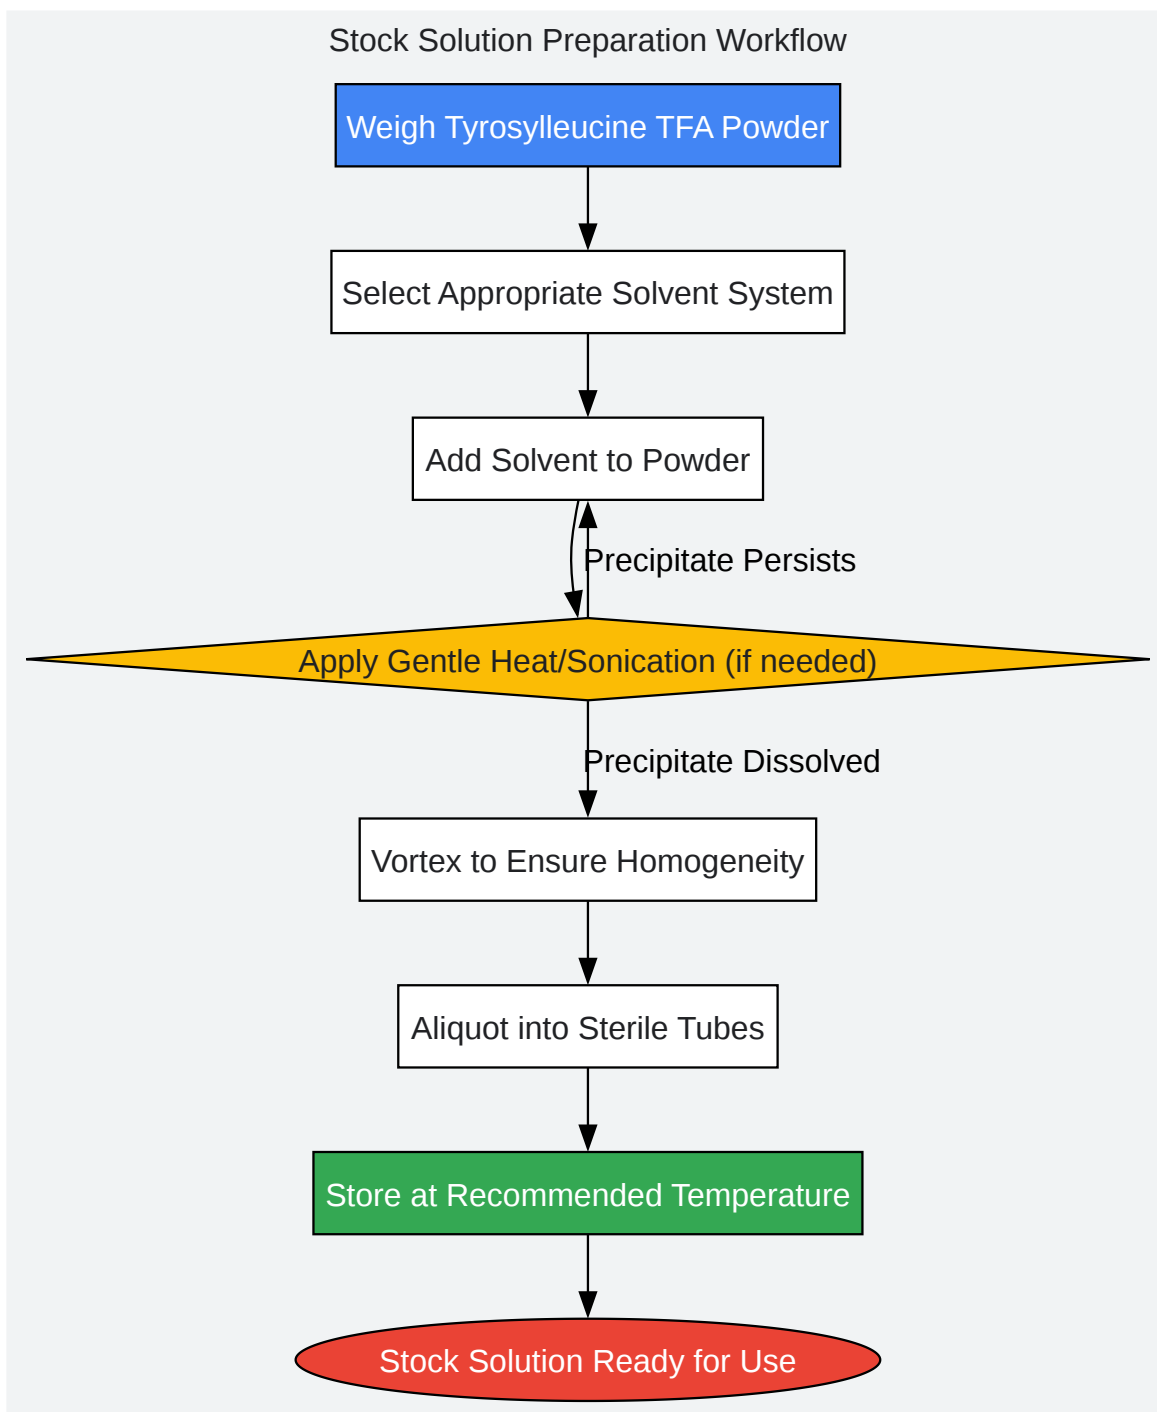 Stock Solution Preparation Workflow
Weigh Tyrosylleucine TFA Powder
Select Appropriate Solvent System
Add Solvent to Powder
Precipitate Persists
Apply Gentle Heat/Sonication (if needed)
Precipitate Dissolved
Vortex to Ensure Homogeneity
Aliquot into Sterile Tubes
Store at Recommended Temperature
Stock Solution Ready for Use